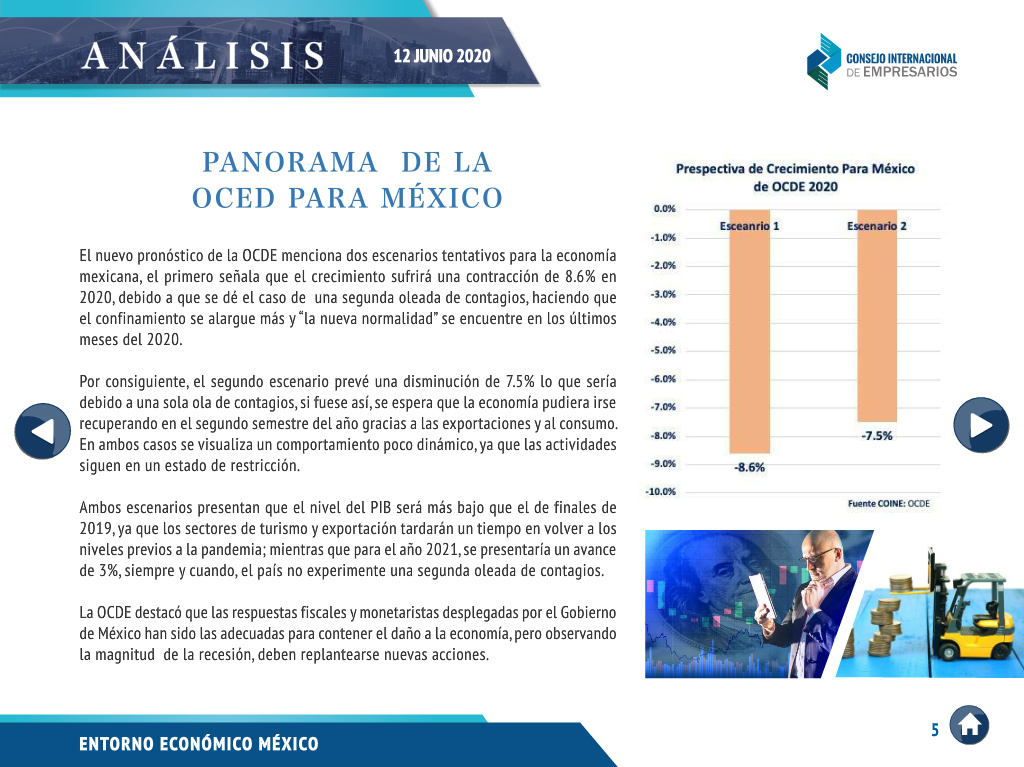 ANÁLISIS
12 JUNIO 2020
CONSEJO INTERNACIONAL
DE EMPRESARIOS
PANORAMA DE LA
OCED PARA MÉXICO
El nuevo pronóstico de la OCDE menciona dos escenarios tentativos para la economía
mexicana, el primero señala que el crecimiento sufrirá una contracción de 8.6% en
2020, debido a que se dé el caso de una segunda oleada de contagios, haciendo que
el confinamiento se alargue más y “la nueva normalidad” se encuentre en los últimos
meses del 2020.
Por consiguiente, el segundo escenario prevé una disminución de 7.5% lo que sería
debido a una sola ola de contagios, si fuese así, se espera que la economía pudiera irse
recuperando en el segundo semestre del año gracias a las exportaciones y al consumo.
En ambos casos se visualiza un comportamiento poco dinámico, ya que las actividades
siguen en un estado de restricción.
Ambos escenarios presentan que el nivel del PIB será más bajo que el de finales de
2019, ya que los sectores de turismo y exportación tardarán un tiempo en volver a los
niveles previos a la pandemia; mientras que para el año 2021, se presentaría un avance
de 3%, siempre y cuando, el país no experimente una segunda oleada de contagios.
La OCDE destacó que las respuestas fiscales y monetaristas desplegadas por el Gobierno
de México han sido las adecuadas para contener el daño a la economía, pero observando
la magnitud de la recesión, deben replantearse nuevas acciones.
Prespectiva de Crecimiento Para México
de OCDE 2020
0.0%
Esceanrio 1 Escenario 2
-1.0%
-2.0%
-3.0%
-4.0%
-5.0%
-6.0%
-7.0%
-8.0%
-7.5%
-9.0%
-8.6%
-10.0%
Fuente COINE: OCDE
ENTORNO ECONÓMICO MÉXICO
5